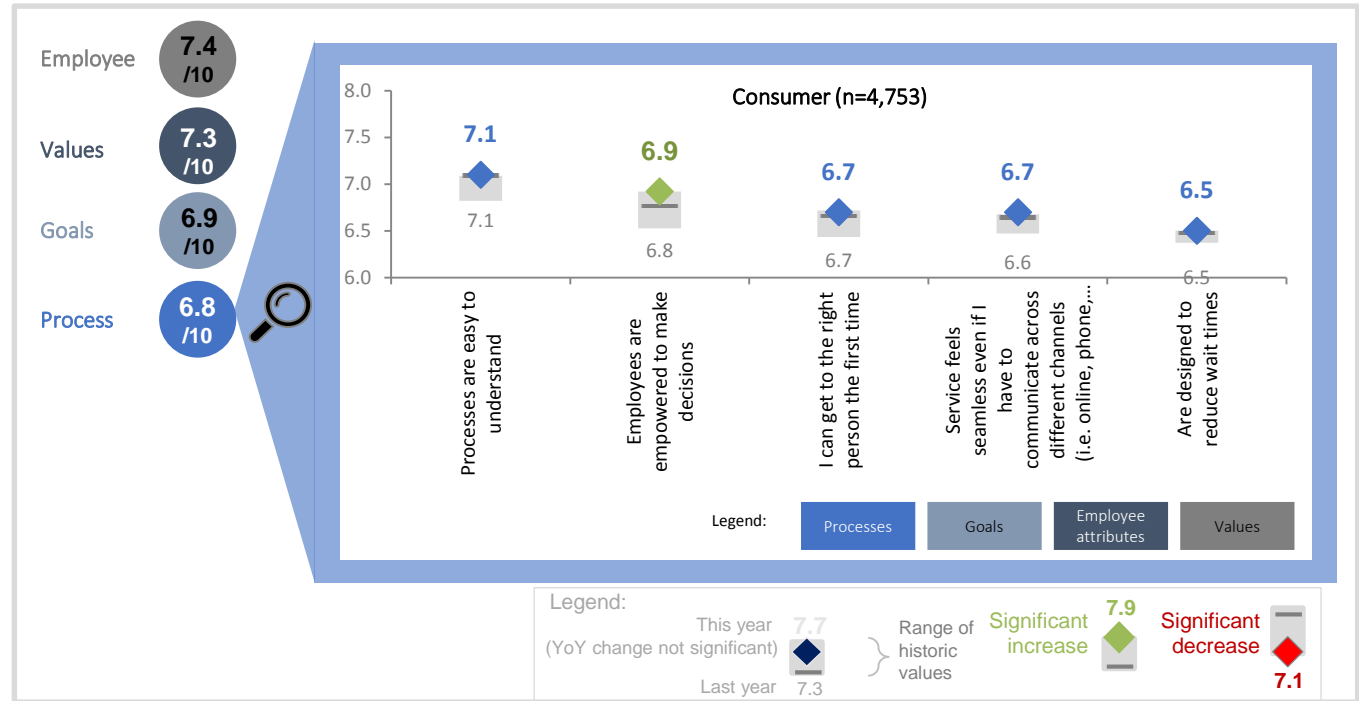 Employee
7.4
/10
Values
7.3
/10
Goals
6.9
/10
Process
6.8
/10
Consumer (n=4,753)
8.0
7.5
7.0
6.5
6.0
7.1
7.1
6.9
6.8
6.7
6.7
6.7
6.6
6.5
6.5
Processes are easy to
understand
Employees are
empowered to make
decisions
I can get to the right
person the first time
Service feels
seamless even if I
have to
communicate across
different channels
(i.e. online, phone,...
Are designed to
reduce wait times
Legend:
Processes
Goals
Employee
attributes
Values
Legend:
This year
(YoY change not significant)
7.7
Last year
7.3
Range of
historic
values
Significant
increase
7.9
Significant
decrease
7.1